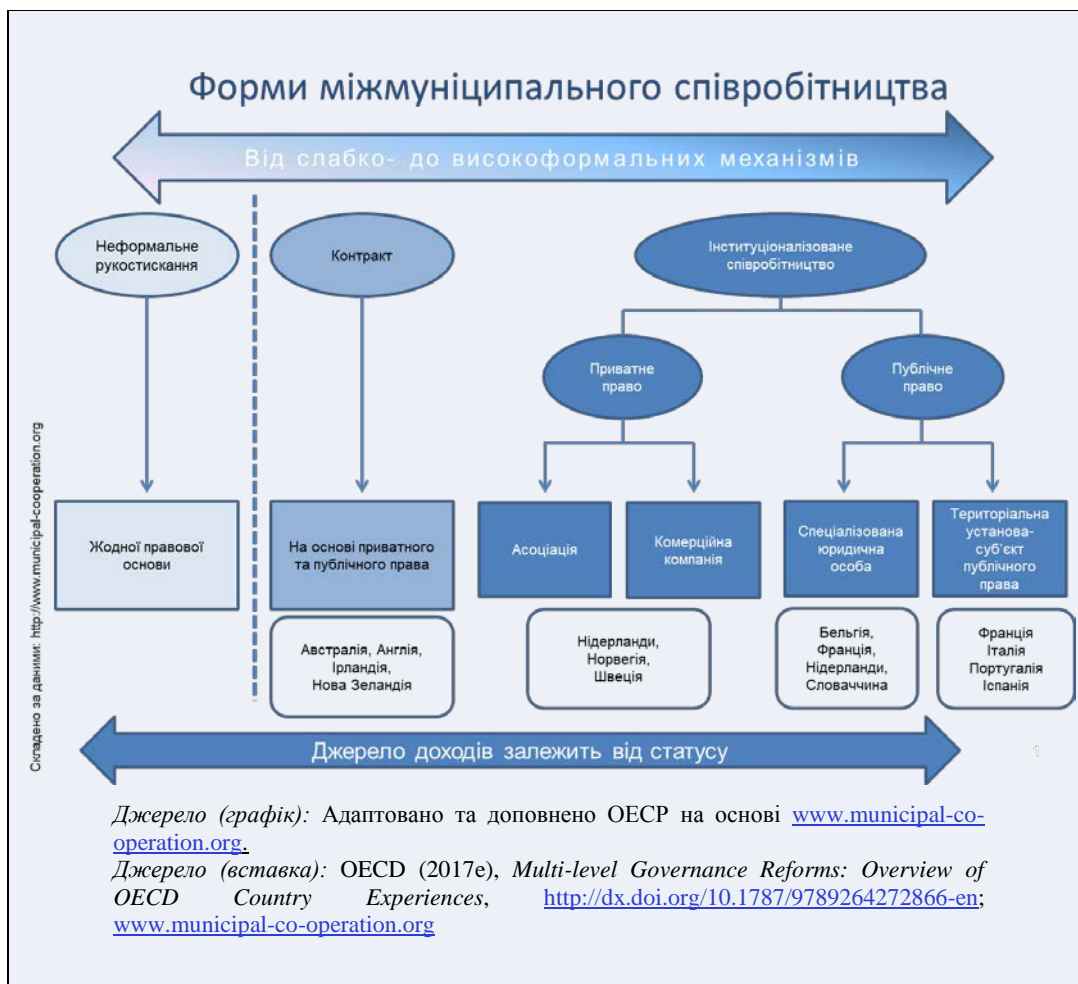 Форми міжмуніципального співробітництва
Від слабко- до високоформальних механізмів
Неформальне
рукостискання
Контракт
Інституціоналізоване
співробітництво
Приватне
право
Публічне
право
Жодної правової
основи
На основі приватного
та публічного права
Асоціація
Комерційна
компанія
Спеціалізована
юридична
особа
Територіальна
установа-
суб'єкт
публічного
права
Австралія, Англія,
Ірландія,
Нова Зеландія
Нідерланди,
Норвегія,
Швеція
Бельгія,
Франція,
Нідерланди,
Словаччина
Франція
Італія
Португалія
Іспанія
Складено за даними: http://www.municipal-cooperation.org
Джерело доходів залежить від статусу
1
Джерело (графік): Адаптовано та доповнено ОЕСР на основі www.municipal-co-
operation.org.
Джерело (вставка): OECD (2017e), Multi-level Governance Reforms: Overview of
OECD Country Experiences, http://dx.doi.org/10.1787/9789264272866-en;
www.municipal-co-operation.org